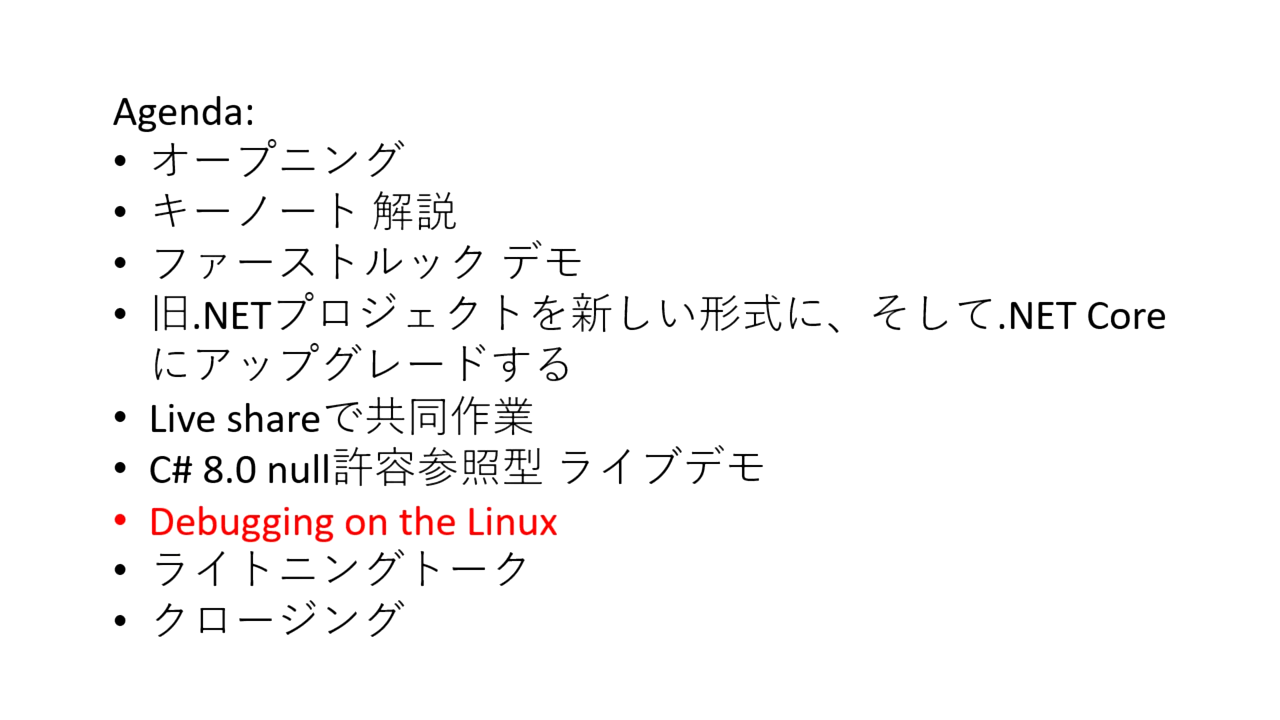 Agenda:
• オープニング
• キーノート 解説
• ファーストルック デモ
• 旧.NETプロジェクトを新しい形式に、そして.NET Core
にアップグレードする
• Live shareで共同作業
• C# 8.0 null許容参照型 ライブデモ
• Debugging on the Linux
• ライトニングトーク
• クロージング